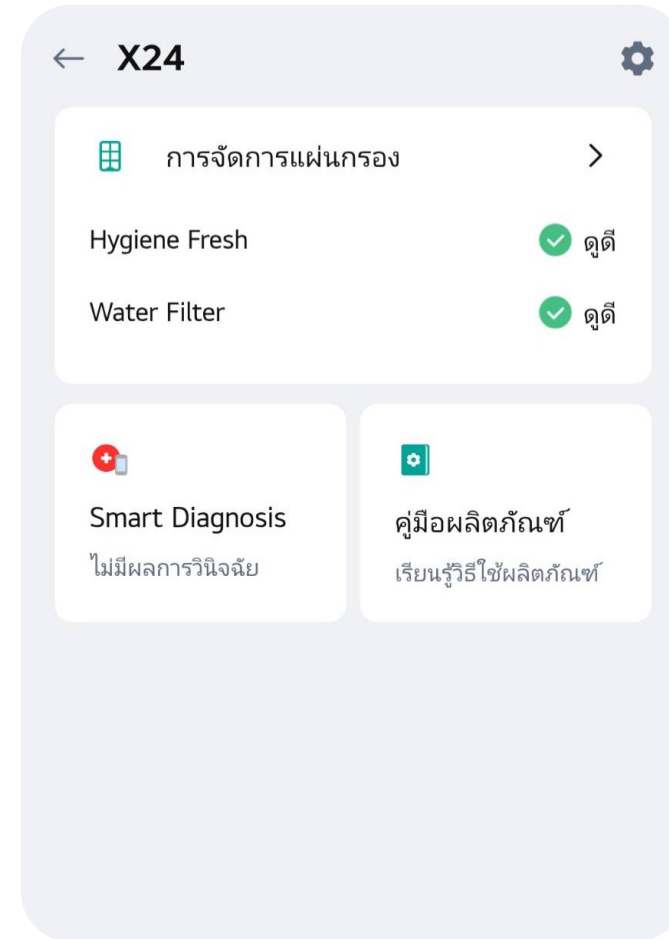 X24
การจัดการแผ่นกรอง
Hygiene Fresh ดูดี
Water Filter ดูดี
Smart Diagnosis
ไม่มีผลการวินิจฉัย
คู่มือผลิตภัณฑ์
เรียนรู้วิธีใช้ผลิตภัณฑ์